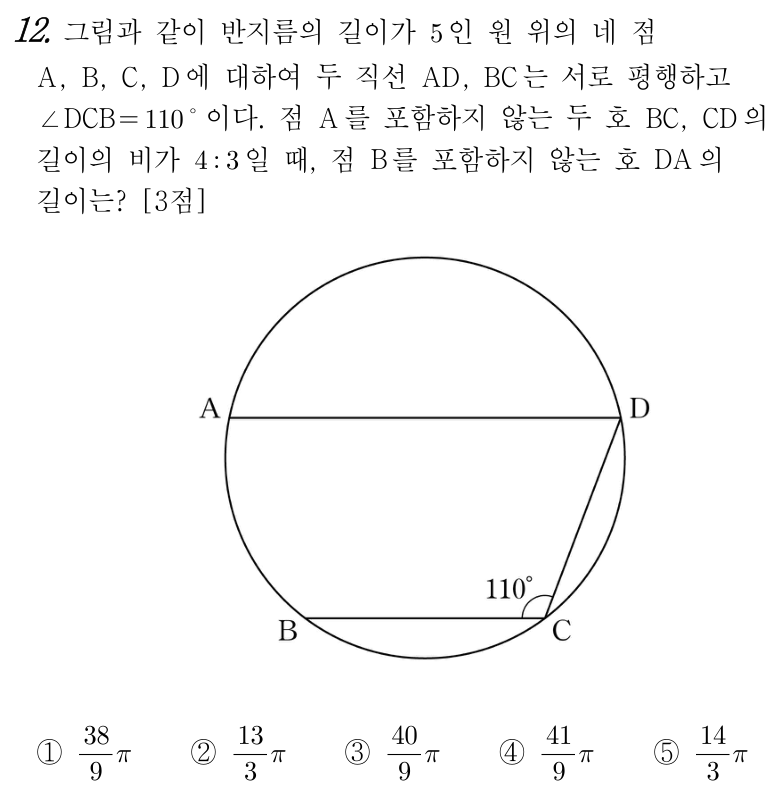 12. 그림과 같이 반지름의 길이가 5인 원 위의 네 점
A, B, C, D에 대하여 두 직선 AD, BC는 서로 평행하고
∠DCB=110°이다. 점 A를 포함하지 않는 두 호 BC, CD의
길이의 비가 4:3일 때, 점 B를 포함하지 않는 호 DA의
길이는? [3점]
A
D
110°
B
C
① 38/9 π ② 13/3 π ③ 40/9 π ④ 41/9 π ⑤ 14/3 π